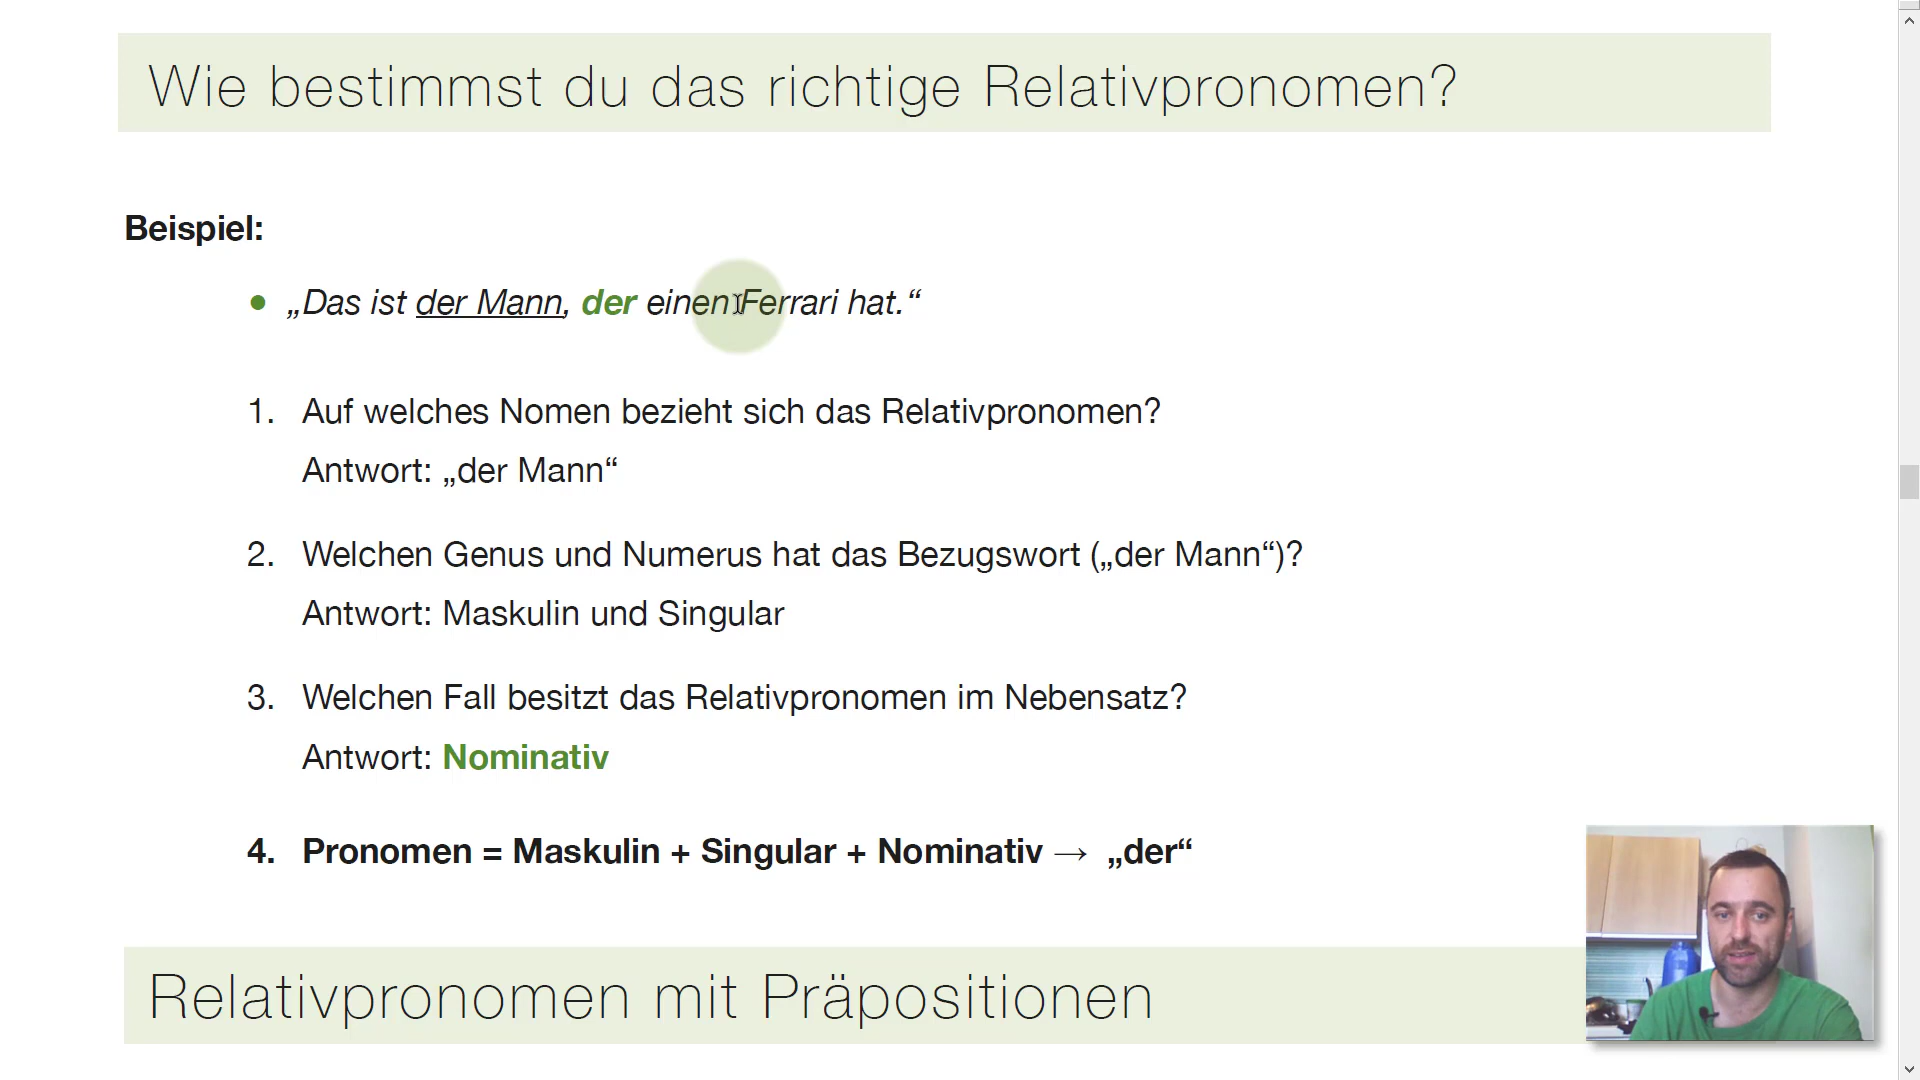 Wie bestimmst du das richtige Relativpronomen?
Beispiel:
• „Das ist der Mann, der einen Ferrari hat.“
1. Auf welches Nomen bezieht sich das Relativpronomen?
Antwort: „der Mann“
2. Welchen Genus und Numerus hat das Bezugswort („der Mann“)?
Antwort: Maskulin und Singular
3. Welchen Fall besitzt das Relativpronomen im Nebensatz?
Antwort: Nominativ
4. Pronomen = Maskulin + Singular + Nominativ → „der“
Relativpronomen mit Präpositionen